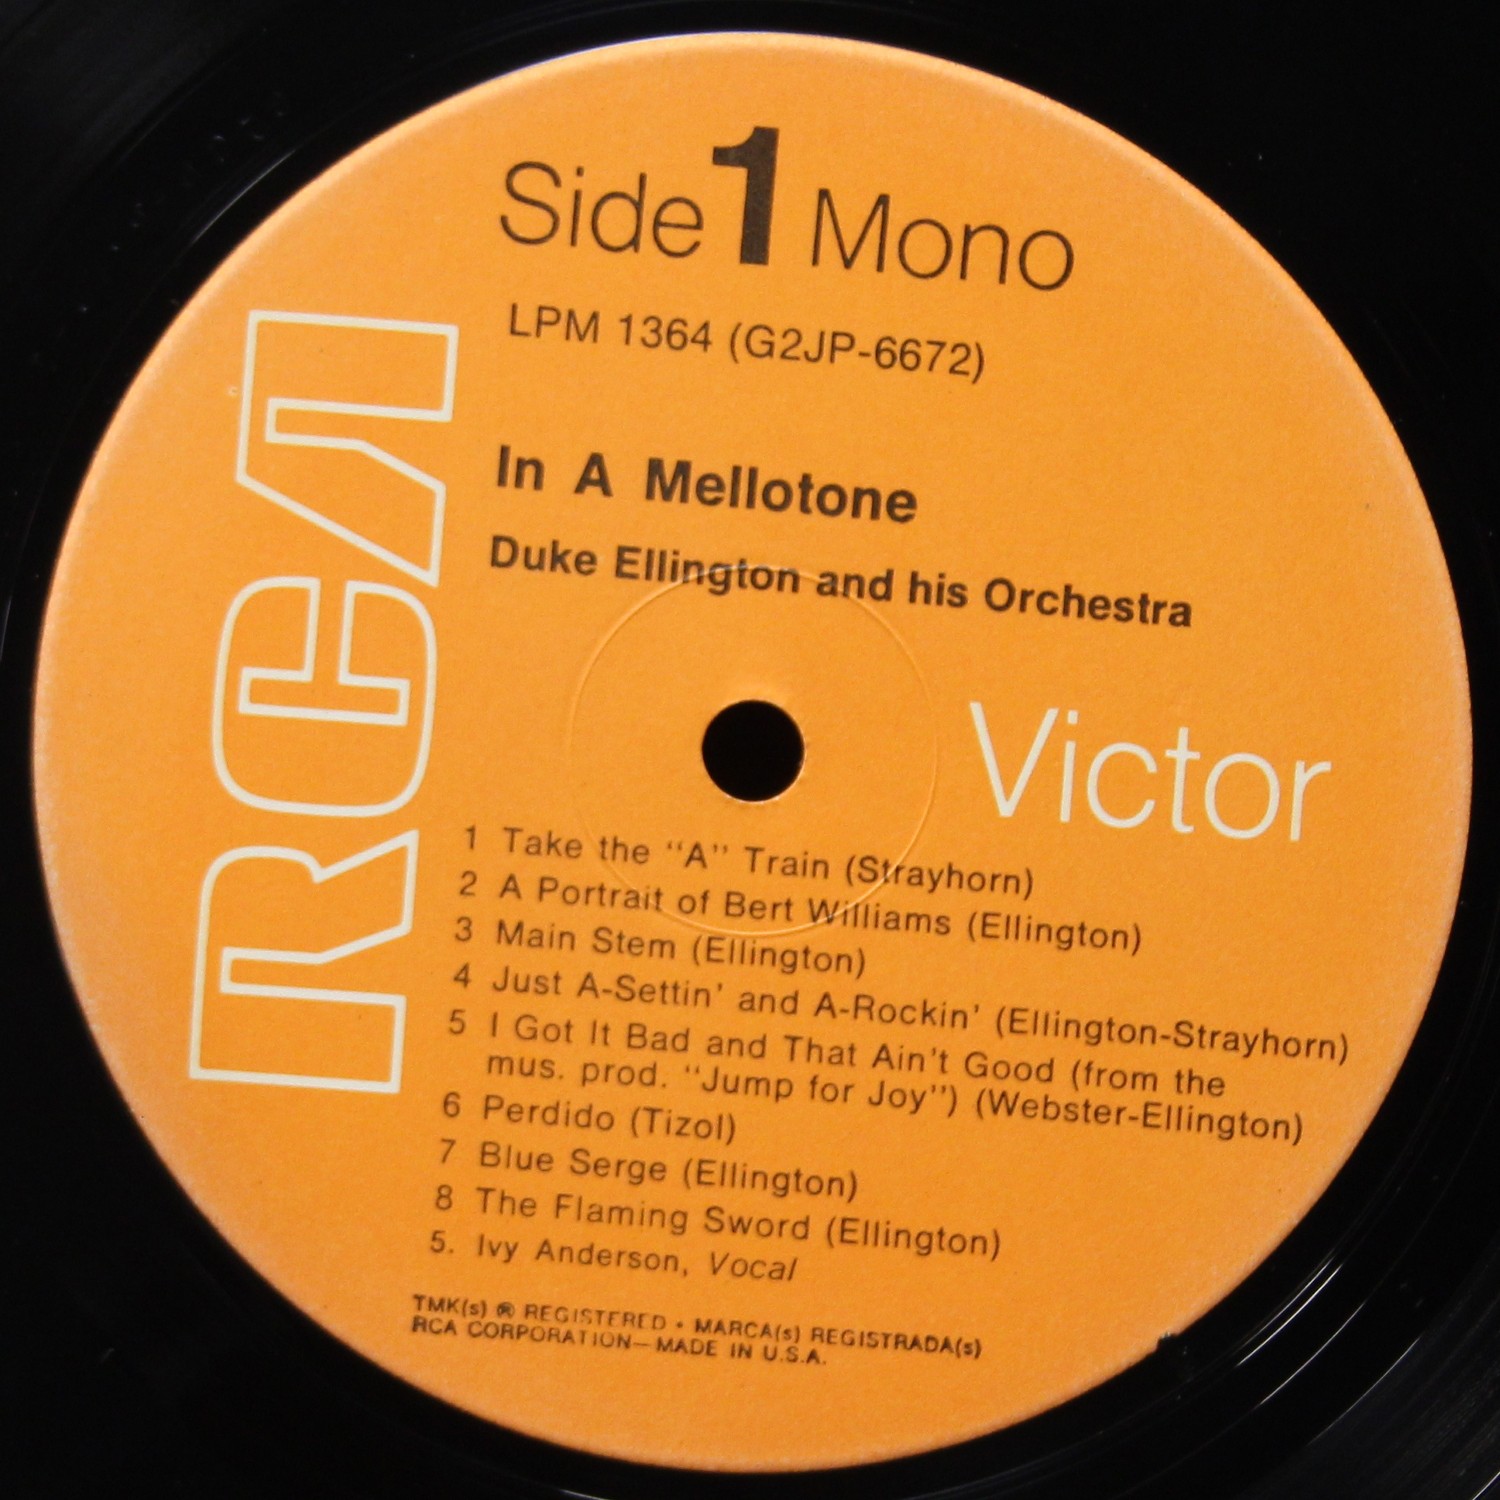 Side 1 Mono
LPM 1364 (G2JP-6672)
RCA
In A Mellotone
Duke Ellington and his Orchestra
Victor
1 Take the "A" Train (Strayhorn)
2 A Portrait of Bert Williams (Ellington)
3 Main Stem (Ellington)
4 Just A-Settin' and A-Rockin' (Ellington-Strayhorn)
5 I Got It Bad and That Ain't Good (from the
mus. prod. "Jump for Joy") (Webster-Ellington)
6 Perdido (Tizol)
7 Blue Serge (Ellington)
8 The Flaming Sword (Ellington)
5. Ivy Anderson, Vocal
TMK(s) ® REGISTERED • MARCA(s) REGISTRADA(s)
RCA CORPORATION—MADE IN U.S.A.